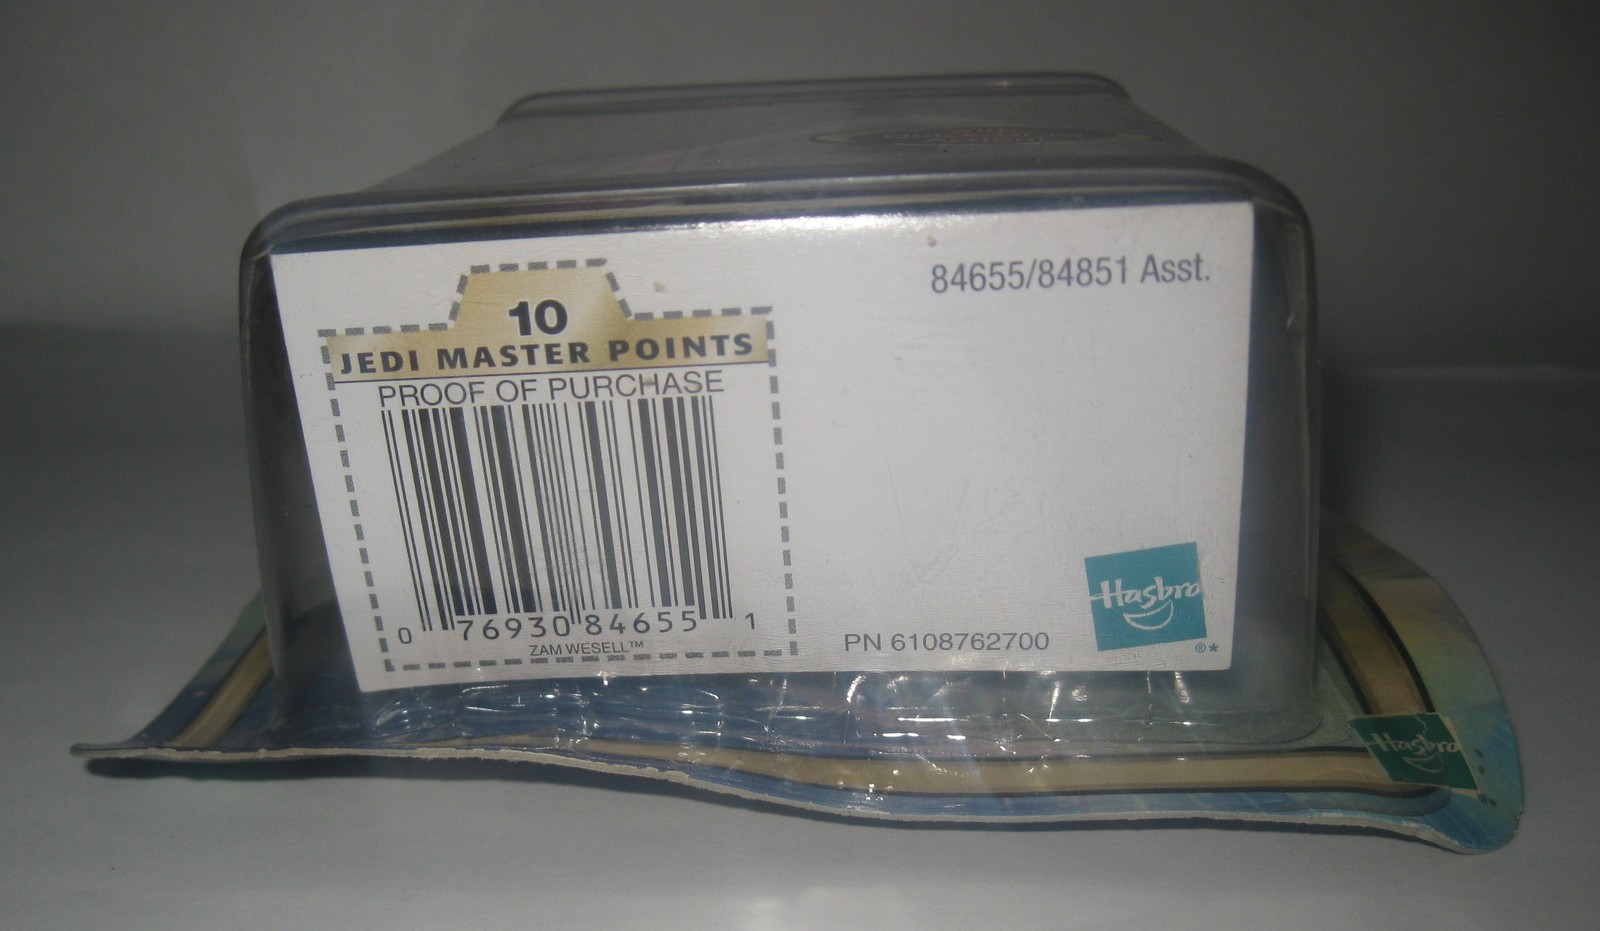 84655/84851 Asst.
10
JEDI MASTER POINTS
PROOF OF PURCHASE
0 76930 84655 1
ZAM WESELL™
PN 6108762700
Hasbro
®*
Hasbro